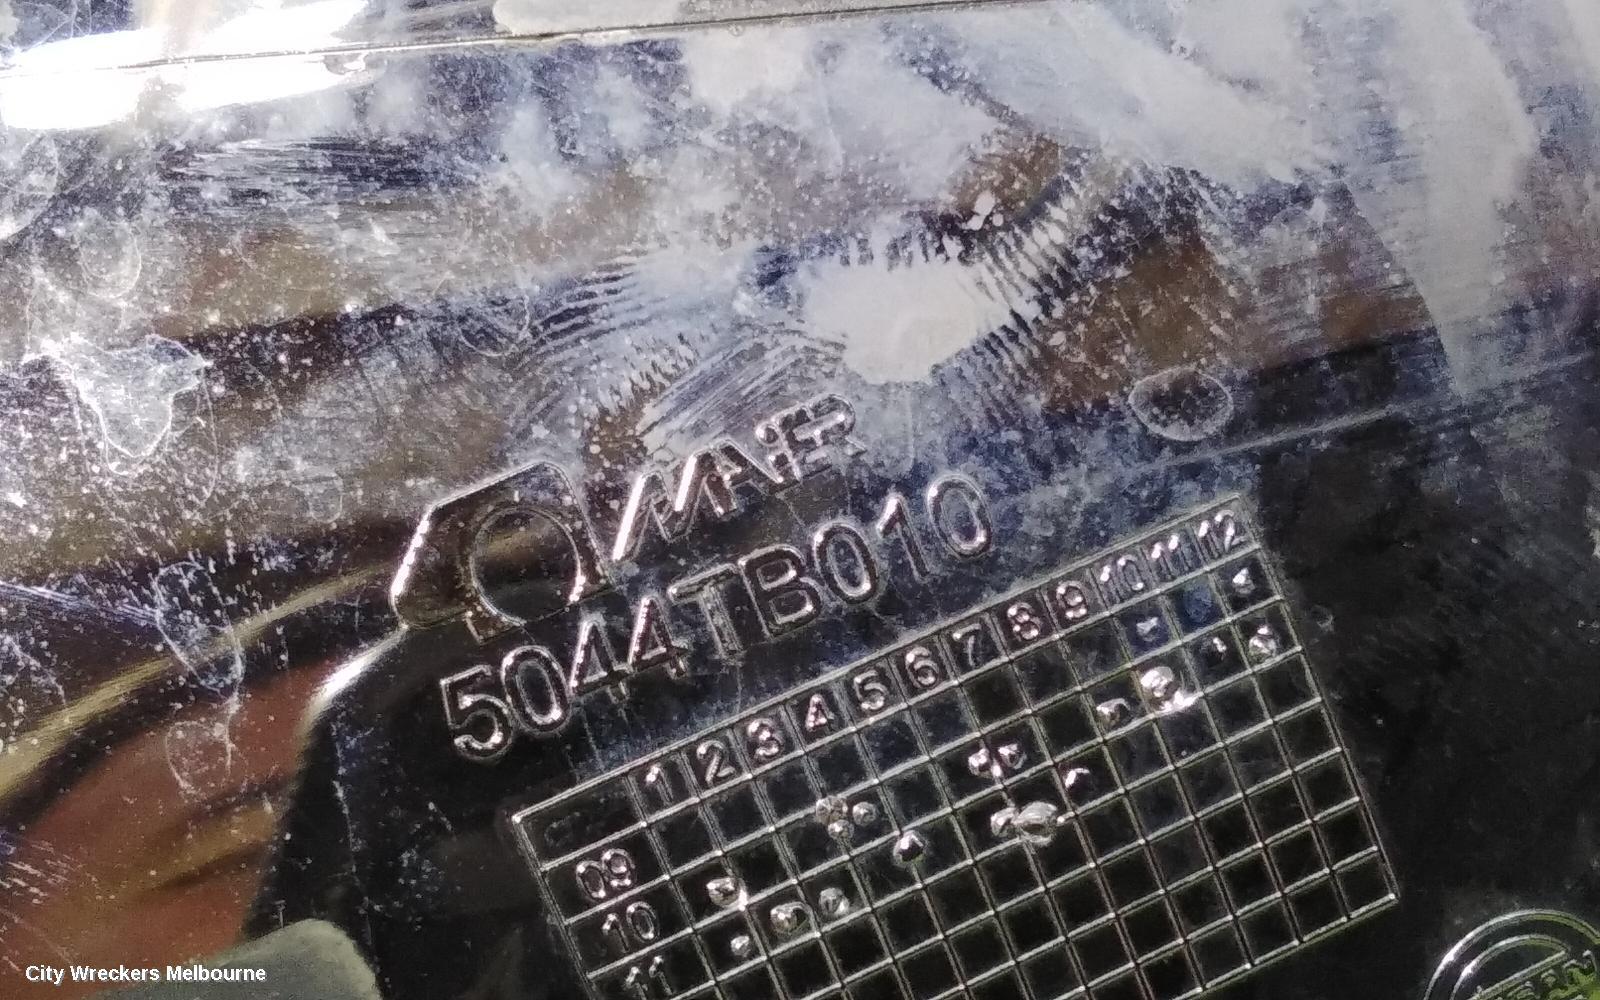 MAIER
5044TB010
1 2 3 4 5 6 7 8 9 10 11 12
09
10
11
City Wreckers Melbourne